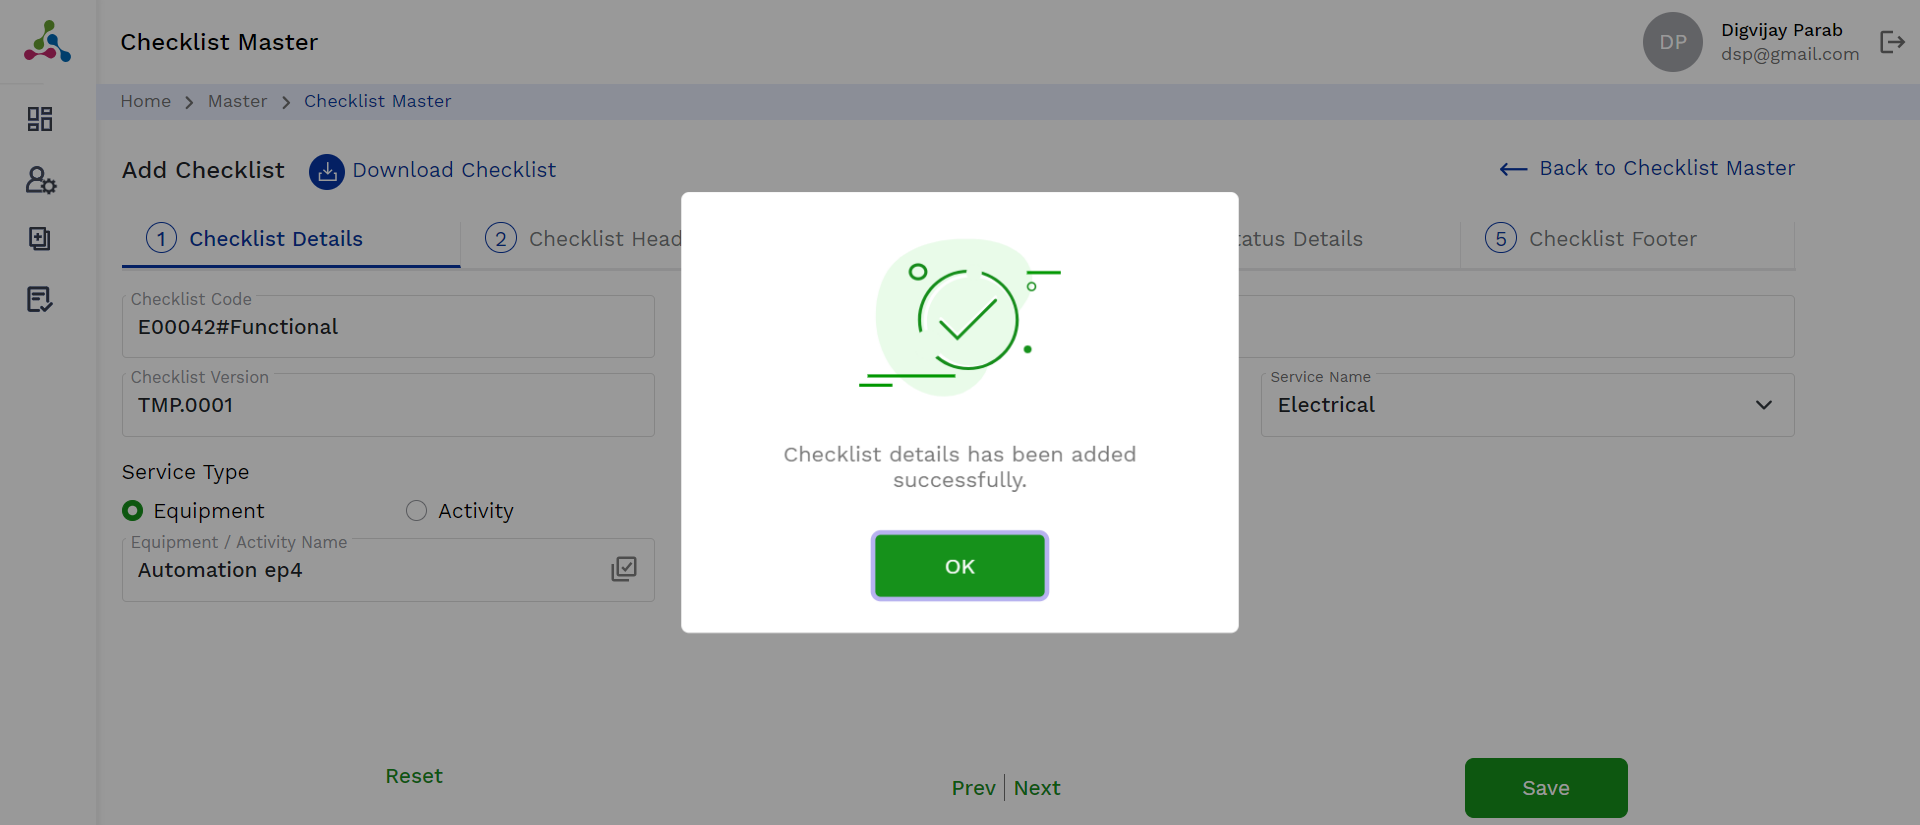 Checklist Master
DP
Digvijay Parab
dsp@gmail.com
Home > Master > Checklist Master
Add Checklist
Download Checklist
Back to Checklist Master
1 Checklist Details
2 Checklist Head
atus Details
5 Checklist Footer
Checklist Code
E00042#Functional
Checklist Version
TMP.0001
Service Name
Electrical
Service Type
Equipment
Activity
Equipment / Activity Name
Automation ep4
Checklist details has been added
successfully.
OK
Reset
Prev | Next
Save